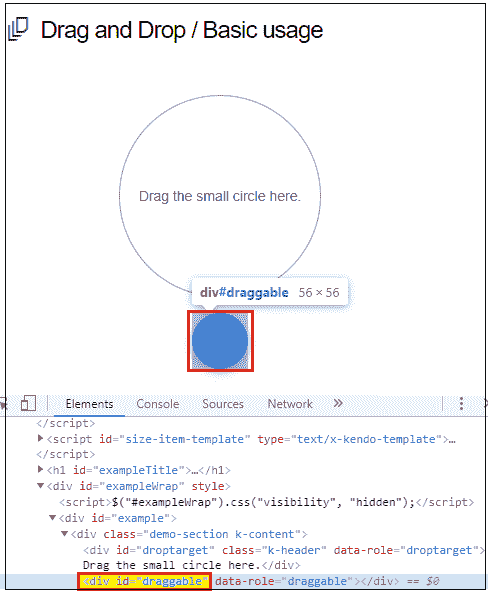 Drag and Drop / Basic usage
Drag the small circle here.
div#draggable 56 × 56
Elements Console Sources Network »
</script>
▶<script id="size-item-template" type="text/x-kendo-template">…
</script>
▶<h1 id="exampleTitle">…</h1>
▼<div id="exampleWrap" style>
<script>$("#exampleWrap").css("visibility", "hidden");</script>
▼<div id="example">
▼<div class="demo-section k-content">
<div id="droptarget" class="k-header" data-role="droptarget">
Drag the small circle here.</div>
<div id="draggable" data-role="draggable"></div> == $0